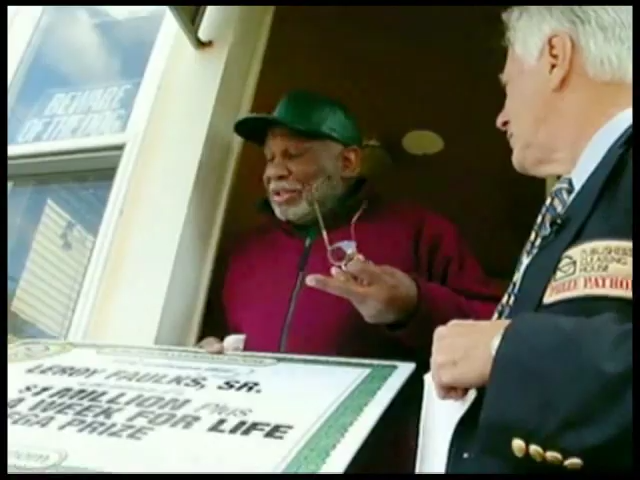 BEWARE
OF THE DOG
PUBLISHERS
CLEARING
HOUSE
PRIZE PATROL
LEROY FAULKS, SR.
$1 MILLION PLUS
A WEEK FOR LIFE
GA PRIZE